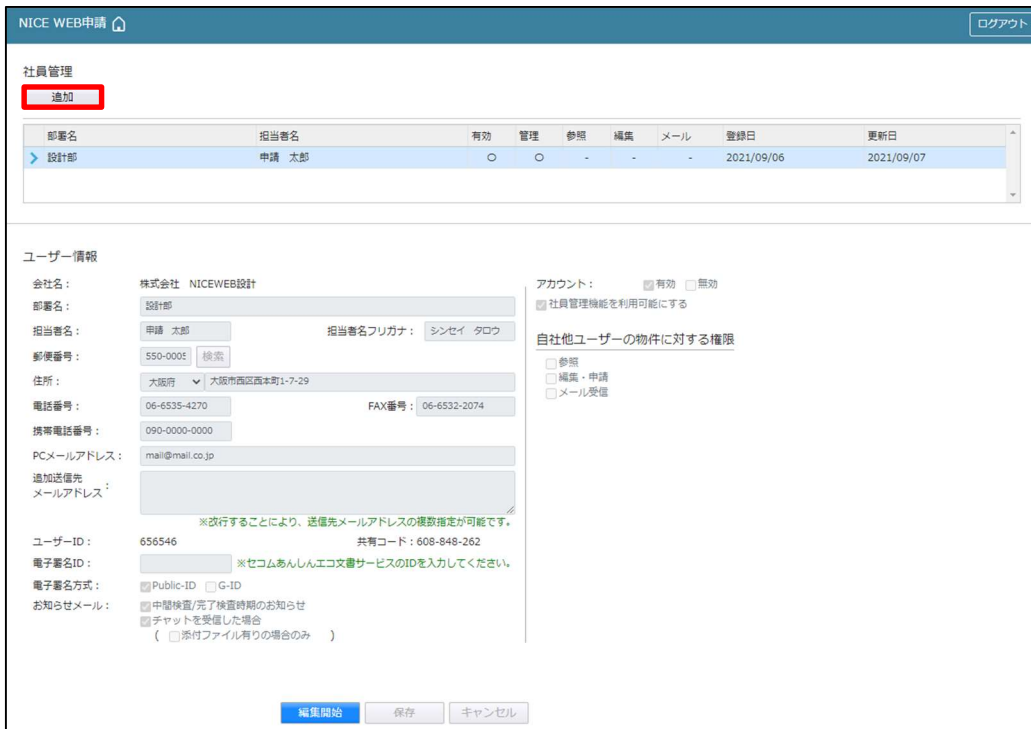 NICE WEB申請 ログアウト
社員管理
追加
部署名 担当者名 有効 管理 参照 編集 メール 登録日 更新日
設計部 申請 太郎 ○ ○ - - - 2021/09/06 2021/09/07
ユーザー情報
会社名: 株式会社 NICEWEB設計 アカウント: 有効 無効
部署名: 設計部 社員管理機能を利用可能にする
担当者名: 申請 太郎 担当者名フリガナ: シンセイ タロウ 自社他ユーザーの物件に対する権限
郵便番号: 550-0005 検索 参照
住所: 大阪府 大阪市西区西本町1-7-29 編集・申請
電話番号: 06-6535-4270 FAX番号: 06-6532-2074 メール受信
携帯電話番号: 090-0000-0000
PCメールアドレス: mail@mail.co.jp
追加送信先
メールアドレス:
※改行することにより、送信先メールアドレスの複数指定が可能です。
ユーザーID: 656546 共有コード:608-848-262
電子署名ID: ※セコムあんしんエコ文書サービスのIDを入力してください。
電子署名方式: Public-ID G-ID
お知らせメール: 中間検査/完了検査時期のお知らせ
チャットを受信した場合
( 添付ファイル有りの場合のみ )
編集開始 保存 キャンセル